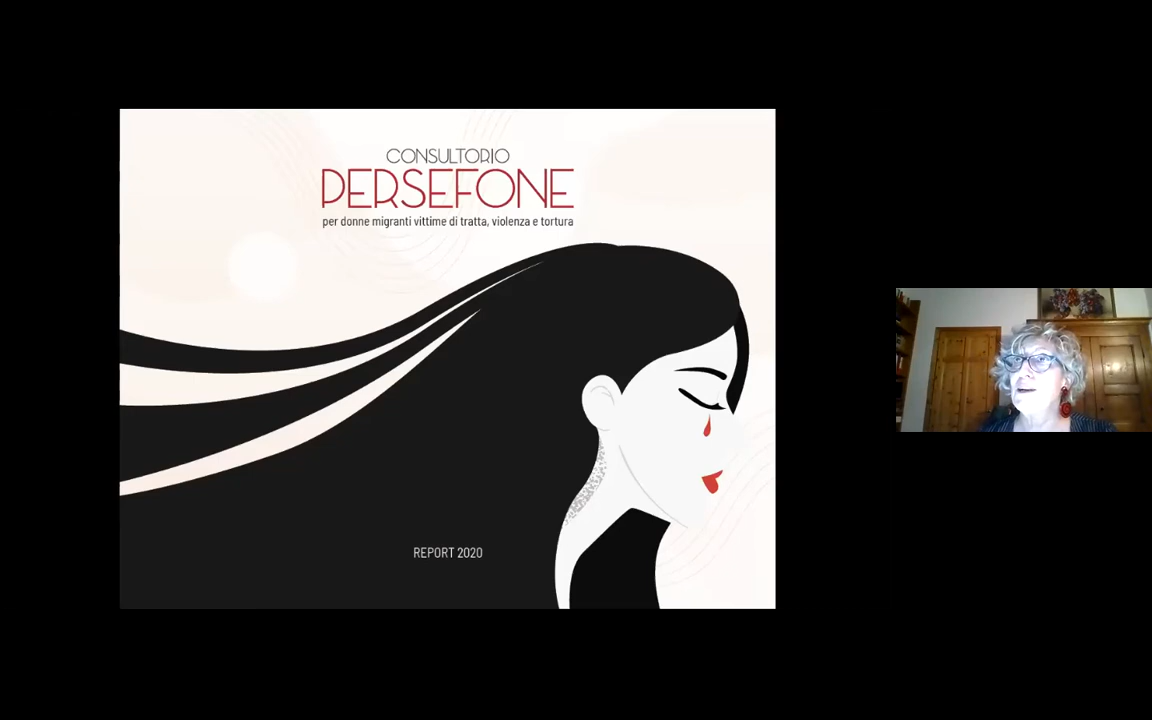 CONSULTORIO
PERSEFONE
per donne migranti vittime di tratta, violenza e tortura
REPORT 2020